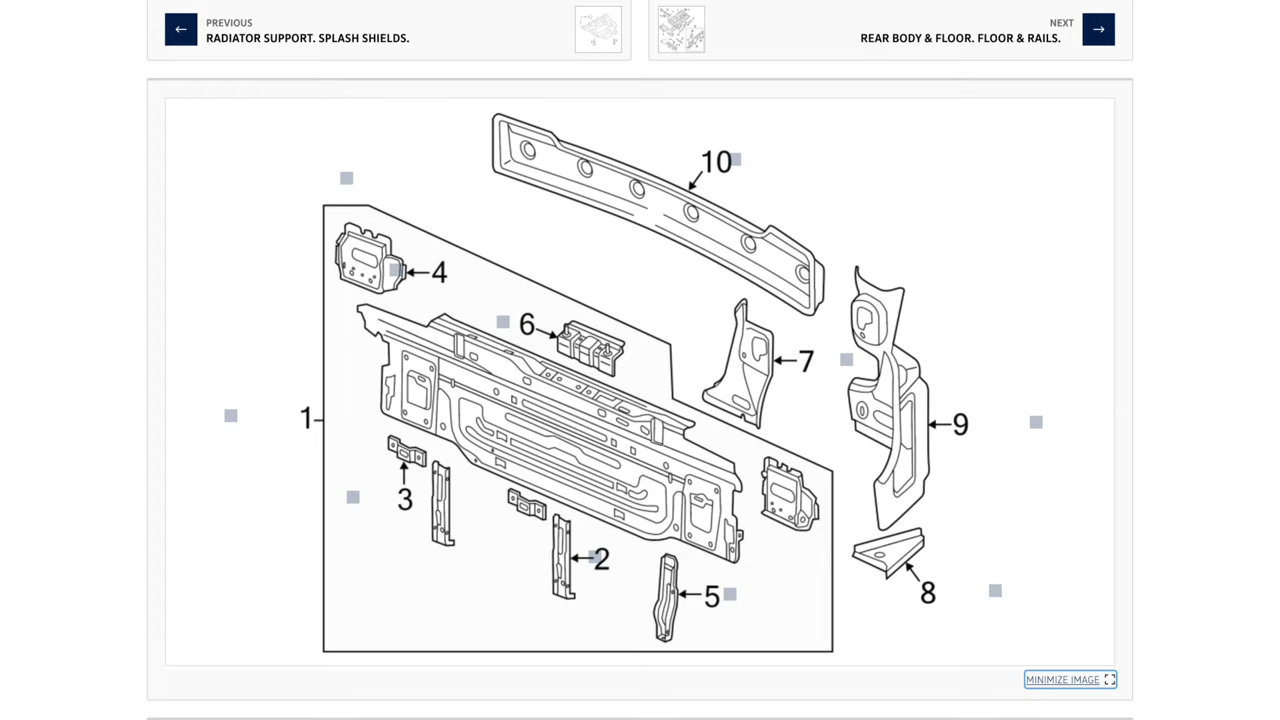 PREVIOUS
RADIATOR SUPPORT. SPLASH SHIELDS.
NEXT
REAR BODY & FLOOR. FLOOR & RAILS.
10
4
6
7
1
9
3
2
5
8
MINIMIZE IMAGE